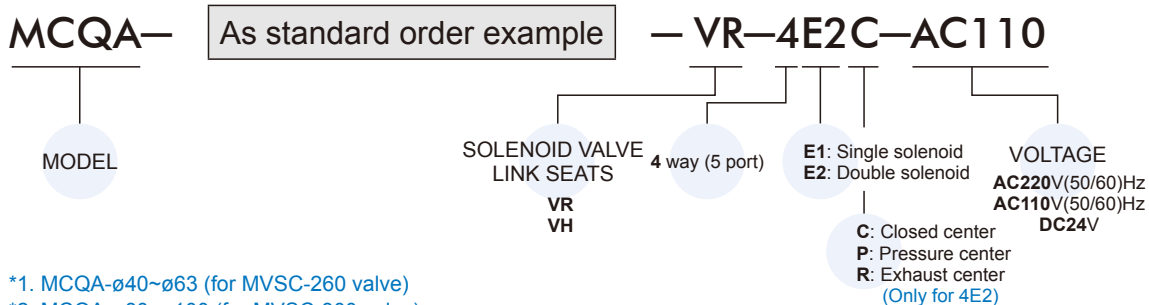 MCQA— As standard order example — VR—4E2C—AC110
MODEL
SOLENOID VALVE
LINK SEATS
VR
VH
4 way (5 port)
E1: Single solenoid
E2: Double solenoid
C: Closed center
P: Pressure center
R: Exhaust center
(Only for 4E2)
VOLTAGE
AC220V(50/60)Hz
AC110V(50/60)Hz
DC24V
*1. MCQA-ø40~ø63 (for MVSC-260 valve)